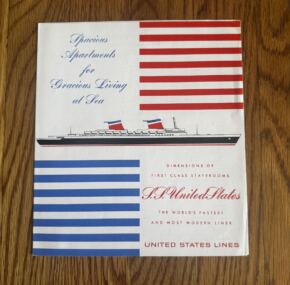 Spacious
Apartments
for
Gracious Living
at Sea
DIMENSIONS OF
FIRST CLASS STATEROOMS
S.S. United States
THE WORLD'S FASTEST
AND MOST MODERN LINER
UNITED STATES LINES